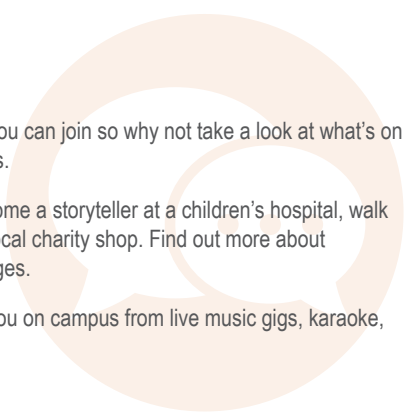 ou can join so why not take a look at what's on
s.
ome a storyteller at a children's hospital, walk
ocal charity shop. Find out more about
ges.
ou on campus from live music gigs, karaoke,